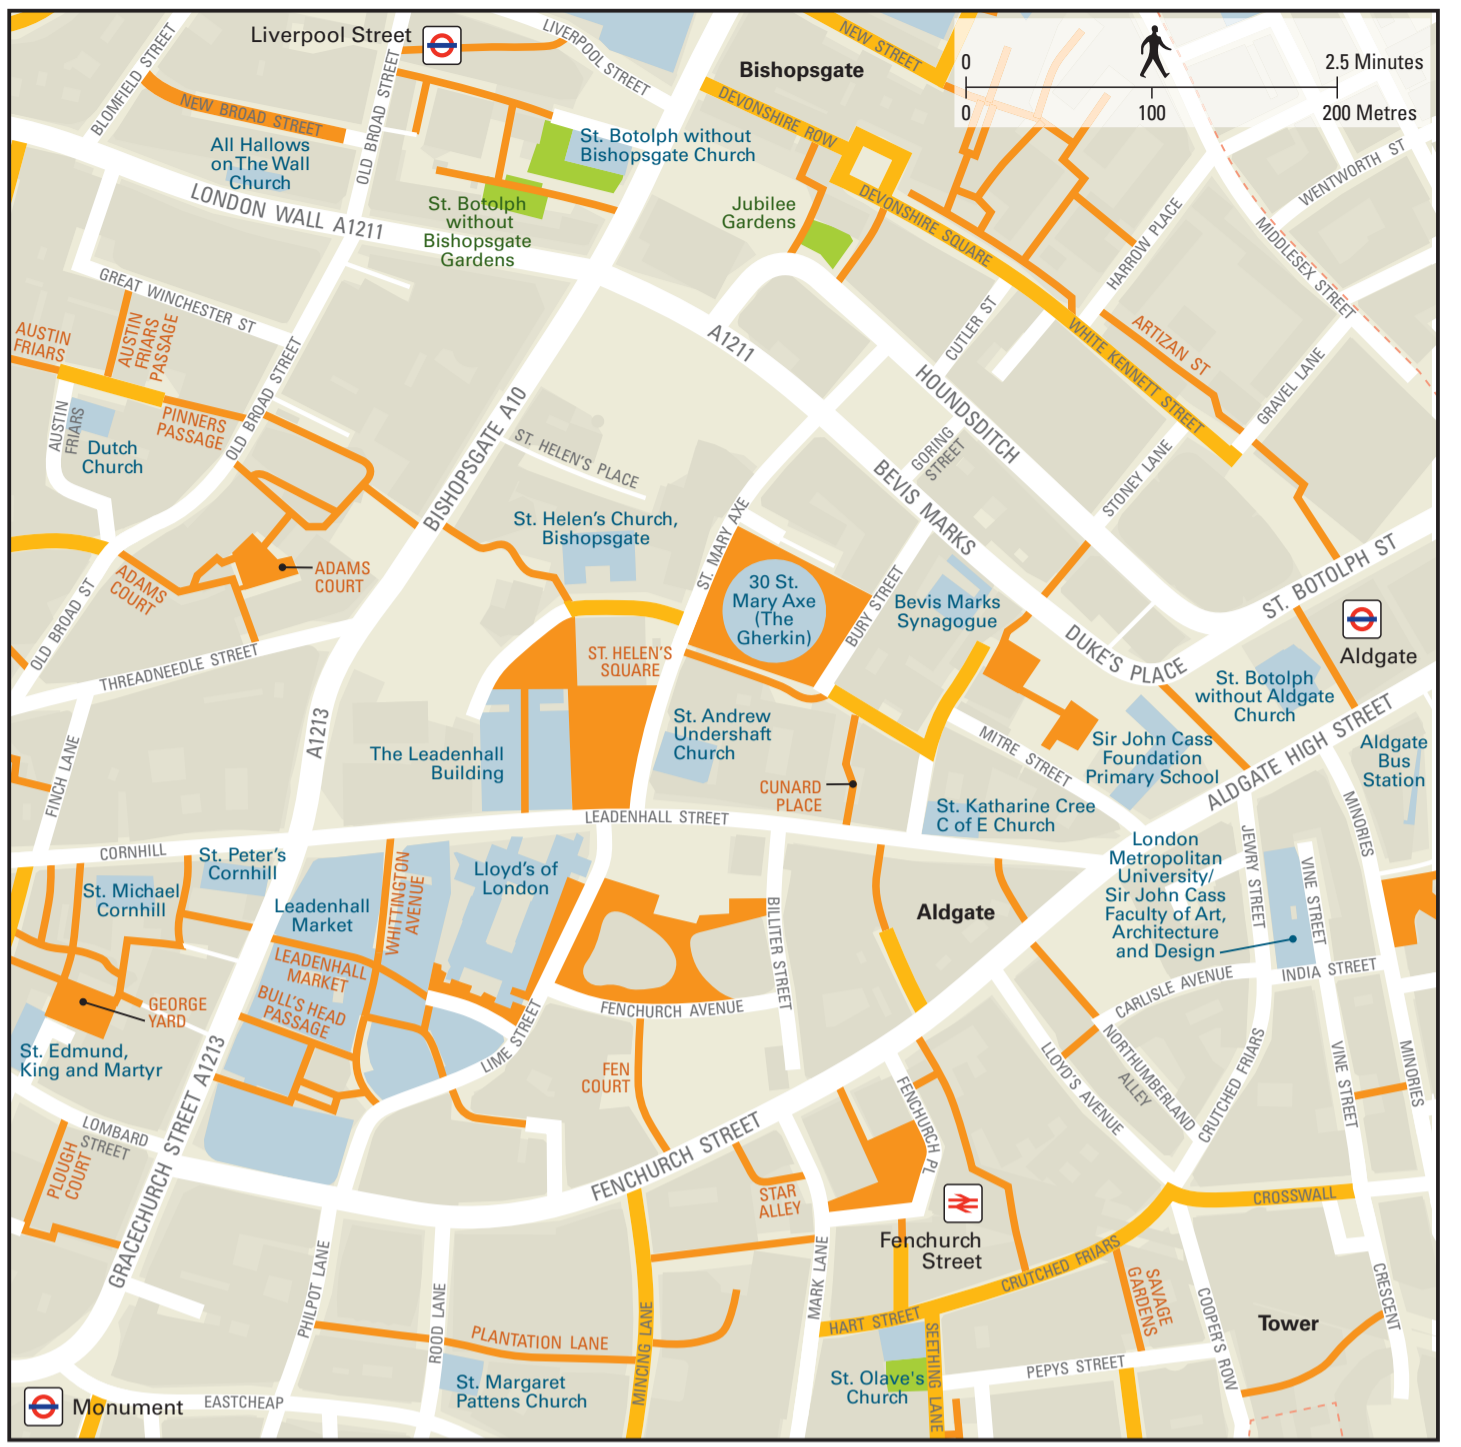 Liverpool Street
LIVERPOOL STREET
NEW STREET
Bishopsgate
0
2.5 Minutes
0
100
200 Metres
BLOMFIELD STREET
NEW BROAD STREET
OLD BROAD STREET
DEVONSHIRE ROW
All Hallows
on The Wall
Church
St. Botolph without
Bishopsgate Church
LONDON WALL A1211
St. Botolph
without
Bishopsgate
Gardens
Jubilee
Gardens
DEVONSHIRE SQUARE
HARROW PLACE
WENTWORTH ST
MIDDLESEX STREET
GREAT WINCHESTER ST
AUSTIN
FRIARS
AUSTIN
FRIARS
PASSAGE
A1211
CUTLER ST
WHITE KENNETT STREET
ARTIZAN ST
GRAVEL LANE
HOUNDSDITCH
OLD BROAD STREET
PINNERS
PASSAGE
AUSTIN
FRIARS
Dutch
Church
BISHOPSGATE A10
ST. HELEN'S PLACE
GORING
STREET
STONEY LANE
BEVIS MARKS
St. Helen's Church,
Bishopsgate
ST. MARY AXE
30 St.
Mary Axe
(The
Gherkin)
BURY STREET
Bevis Marks
Synagogue
ST. BOTOLPH ST
ADAMS
COURT
ADAMS
COURT
OLD BROAD ST
THREADNEEDLE STREET
ST. HELEN'S
SQUARE
DUKE'S PLACE
Aldgate
St. Botolph
without Aldgate
Church
A1213
FINCH LANE
The Leadenhall
Building
St. Andrew
Undershaft
Church
MITRE STREET
Sir John Cass
Foundation
Primary School
ALDGATE HIGH STREET
Aldgate
Bus
Station
CUNARD
PLACE
LEADENHALL STREET
St. Katharine Cree
C of E Church
MINORIES
CORNHILL
St. Peter's
Cornhill
St. Michael
Cornhill
Leadenhall
Market
WHITTINGTON
AVENUE
Lloyd's of
London
London
Metropolitan
University/
Sir John Cass
Faculty of Art,
Architecture
and Design
JEWRY STREET
VINE STREET
BILLITER STREET
Aldgate
LEADENHALL
MARKET
BULL'S HEAD
PASSAGE
GEORGE
YARD
FENCHURCH AVENUE
CARLISLE AVENUE
INDIA STREET
St. Edmund,
King and Martyr
LIME STREET
FEN
COURT
LLOYD'S AVENUE
NORTHUMBERLAND
ALLEY
CRUTCHED FRIARS
VINE STREET
MINORIES
GRACECHURCH STREET A1213
LOMBARD
STREET
PLOUGH
COURT
FENCHURCH STREET
FENCHURCH PL
STAR
ALLEY
CROSSWALL
Fenchurch
Street
PHILPOT LANE
ROOD LANE
MARK LANE
CRUTCHED FRIARS
SAVAGE
GARDENS
COOPER'S ROW
CRESCENT
Tower
HART STREET
SEETHING LANE
PLANTATION LANE
MINCING LANE
PEPYS STREET
St. Olave's
Church
St. Margaret
Pattens Church
Monument
EASTCHEAP